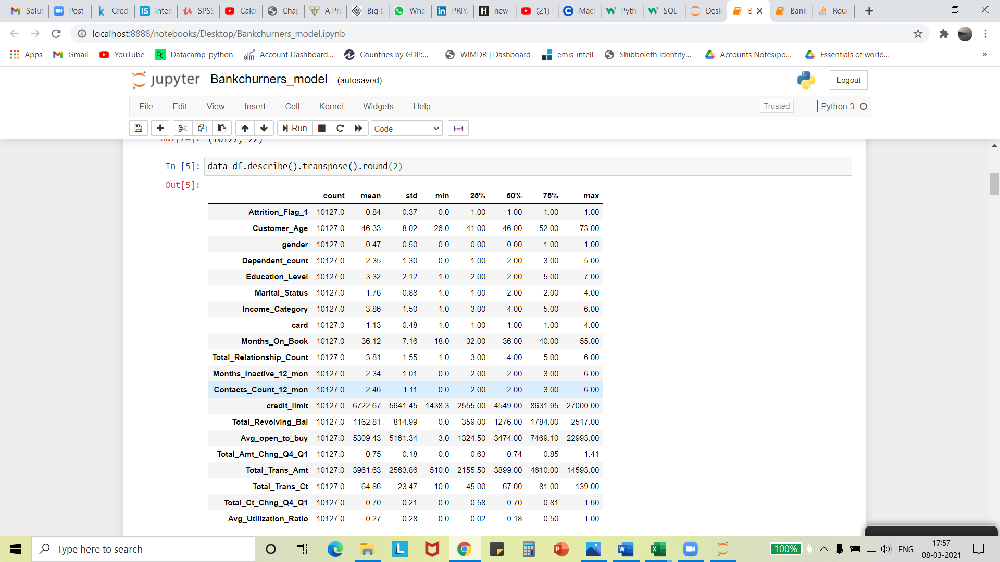 Solut Post Cred Inter SPSS Calcu Chap A Pra Big D Wha PRIYA new (21) Mach Pyth SQL Desk B Bank Roun
localhost:8888/notebooks/Desktop/Bankchurners_model.ipynb
Apps Gmail YouTube Datacamp-python Account Dashboard... Countries by GDP:... WIMDR | Dashboard emis_intell Shibboleth Identity... Accounts Notes(po... Essentials of world... »
jupyter Bankchurners_model (autosaved) Logout
File Edit View Insert Cell Kernel Widgets Help Trusted Python 3
Run Code
Out[24]: (10127, 22)
In [5]: data_df.describe().transpose().round(2)
Out[5]:
count mean std min 25% 50% 75% max
Attrition_Flag_1 10127.0 0.84 0.37 0.0 1.00 1.00 1.00 1.00
Customer_Age 10127.0 46.33 8.02 26.0 41.00 46.00 52.00 73.00
gender 10127.0 0.47 0.50 0.0 0.00 0.00 1.00 1.00
Dependent_count 10127.0 2.35 1.30 0.0 1.00 2.00 3.00 5.00
Education_Level 10127.0 3.32 2.12 1.0 2.00 2.00 5.00 7.00
Marital_Status 10127.0 1.76 0.88 1.0 1.00 2.00 2.00 4.00
Income_Category 10127.0 3.86 1.50 1.0 3.00 4.00 5.00 6.00
card 10127.0 1.13 0.48 1.0 1.00 1.00 1.00 4.00
Months_On_Book 10127.0 36.12 7.16 18.0 32.00 36.00 40.00 55.00
Total_Relationship_Count 10127.0 3.81 1.55 1.0 3.00 4.00 5.00 6.00
Months_Inactive_12_mon 10127.0 2.34 1.01 0.0 2.00 2.00 3.00 6.00
Contacts_Count_12_mon 10127.0 2.46 1.11 0.0 2.00 2.00 3.00 6.00
credit_limit 10127.0 6722.67 5641.45 1438.3 2555.00 4549.00 8631.95 27000.00
Total_Revolving_Bal 10127.0 1162.81 814.99 0.0 359.00 1276.00 1784.00 2517.00
Avg_open_to_buy 10127.0 5309.43 5161.34 3.0 1324.50 3474.00 7469.10 22993.00
Total_Amt_Chng_Q4_Q1 10127.0 0.75 0.18 0.0 0.63 0.74 0.85 1.41
Total_Trans_Amt 10127.0 3961.63 2563.86 510.0 2155.50 3899.00 4610.00 14593.00
Total_Trans_Ct 10127.0 64.86 23.47 10.0 45.00 67.00 81.00 139.00
Total_Ct_Chng_Q4_Q1 10127.0 0.70 0.21 0.0 0.58 0.70 0.81 1.60
Avg_Utilization_Ratio 10127.0 0.27 0.28 0.0 0.02 0.18 0.50 1.00
Type here to search 100% ENG 17:57
08-03-2021